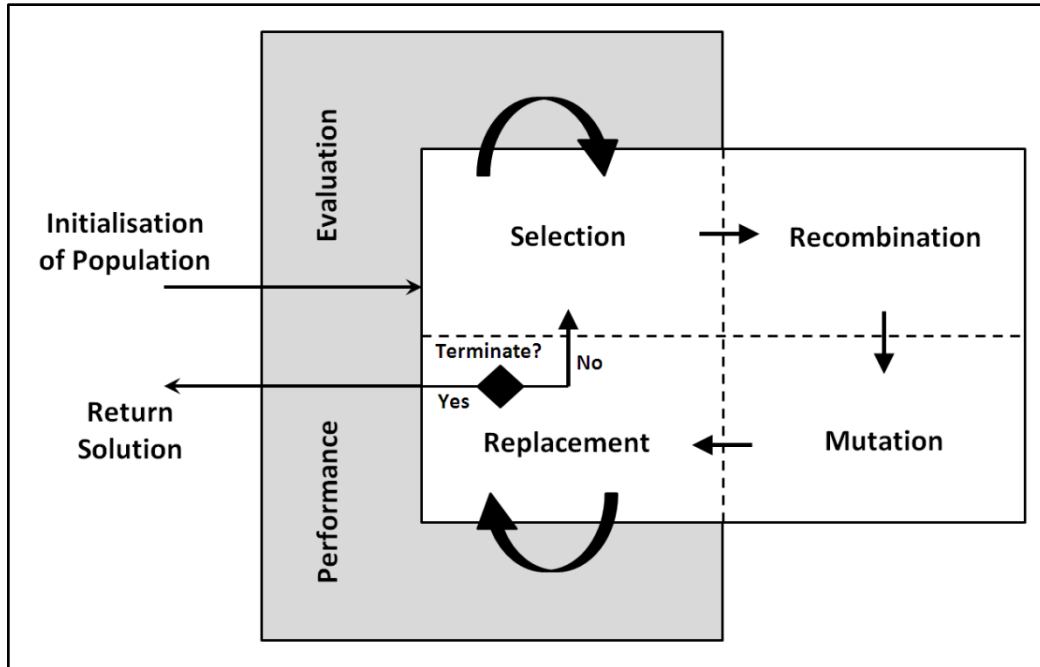 Evaluation
Initialisation
of Population
Selection
Recombination
Terminate?
No
Yes
Return
Solution
Replacement
Mutation
Performance